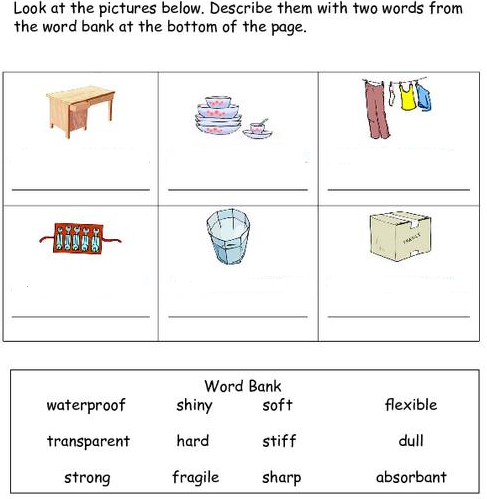 Look at the pictures below. Describe them with two words from
the word bank at the bottom of the page.
FRAGILE
Word Bank
waterproof shiny soft flexible
transparent hard stiff dull
strong fragile sharp absorbant